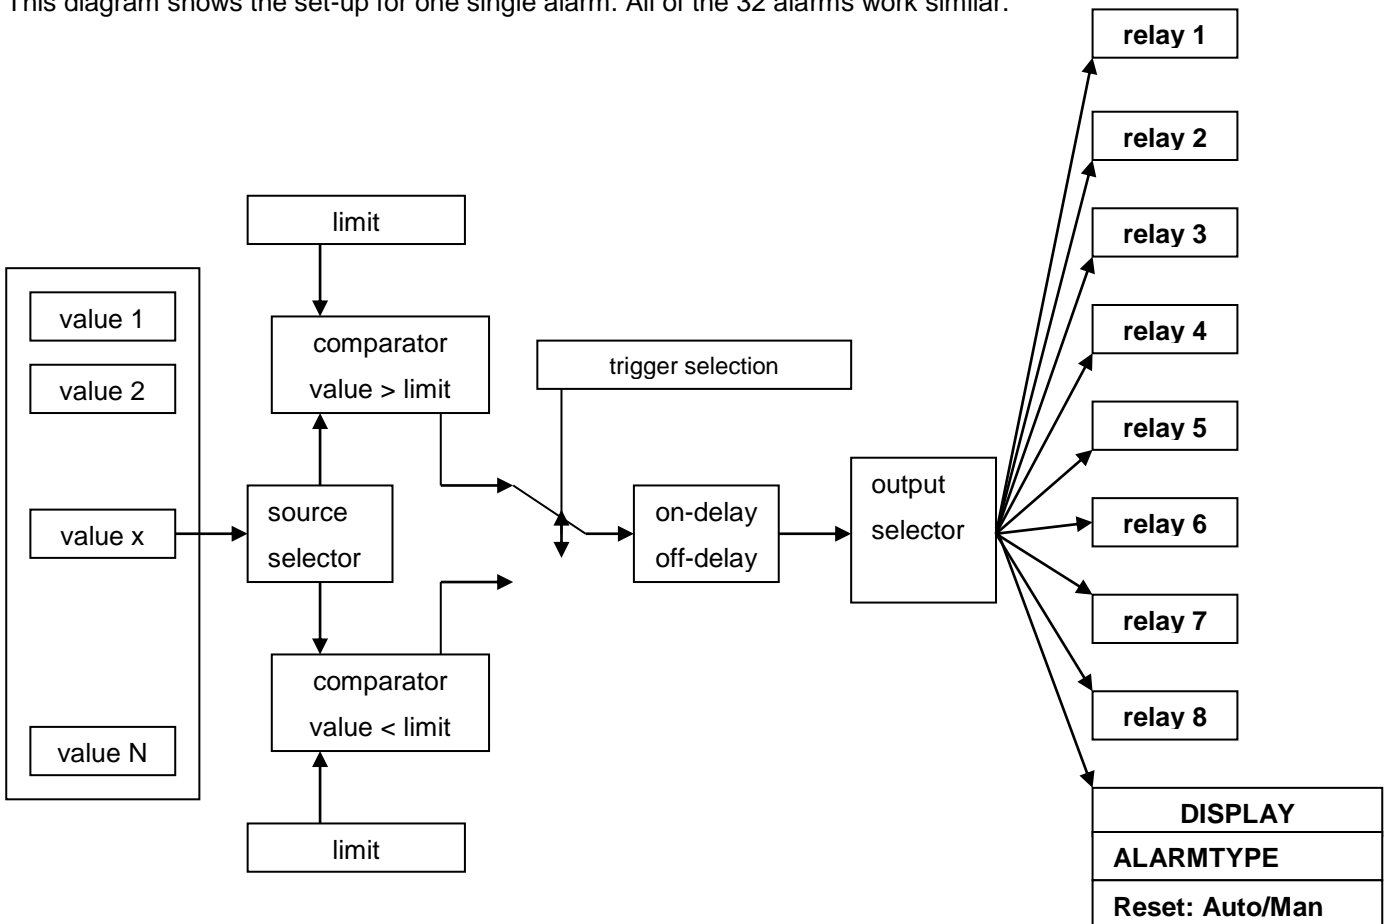 This diagram shows the set-up for one single alarm. All of the 32 alarms work similar.
relay 1
relay 2
relay 3
relay 4
relay 5
relay 6
relay 7
relay 8
limit
value 1
value 2
value x
value N
comparator
value > limit
trigger selection
source
selector
on-delay
off-delay
output
selector
comparator
value < limit
limit
DISPLAY
ALARMTYPE
Reset: Auto/Man